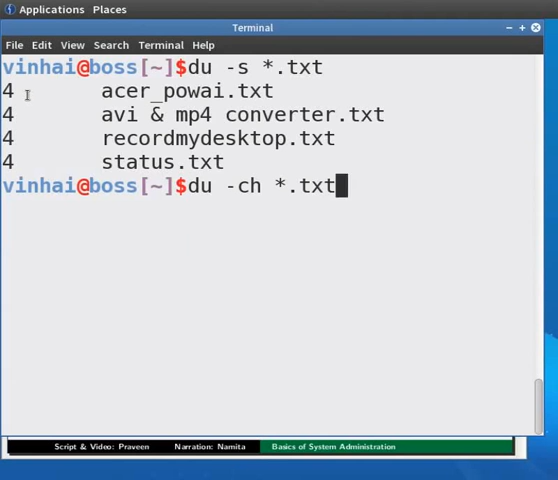 Applications Places
Terminal
File Edit View Search Terminal Help
vinhai@boss[~]$du -s *.txt
4 acer_powai.txt
4 avi & mp4 converter.txt
4 recordmydesktop.txt
4 status.txt
vinhai@boss[~]$du -ch *.txt
Script & Video: Praveen Narration: Namita Basics of System Administration